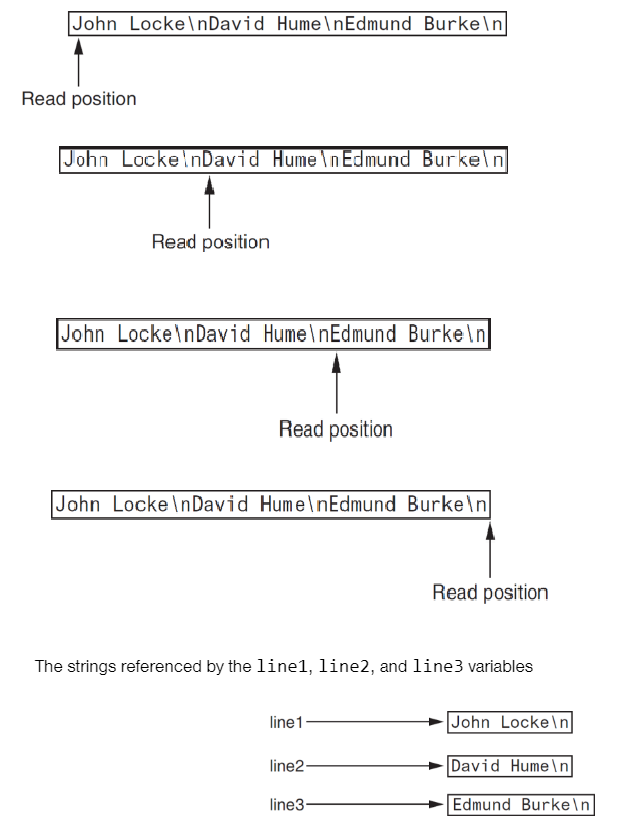 John Locke\nDavid Hume\nEdmund Burke\n
Read position
John Locke\nDavid Hume\nEdmund Burke\n
Read position
John Locke\nDavid Hume\nEdmund Burke\n
Read position
John Locke\nDavid Hume\nEdmund Burke\n
Read position
The strings referenced by the line1, line2, and line3 variables
line1 John Locke\n
line2 David Hume\n
line3 Edmund Burke\n